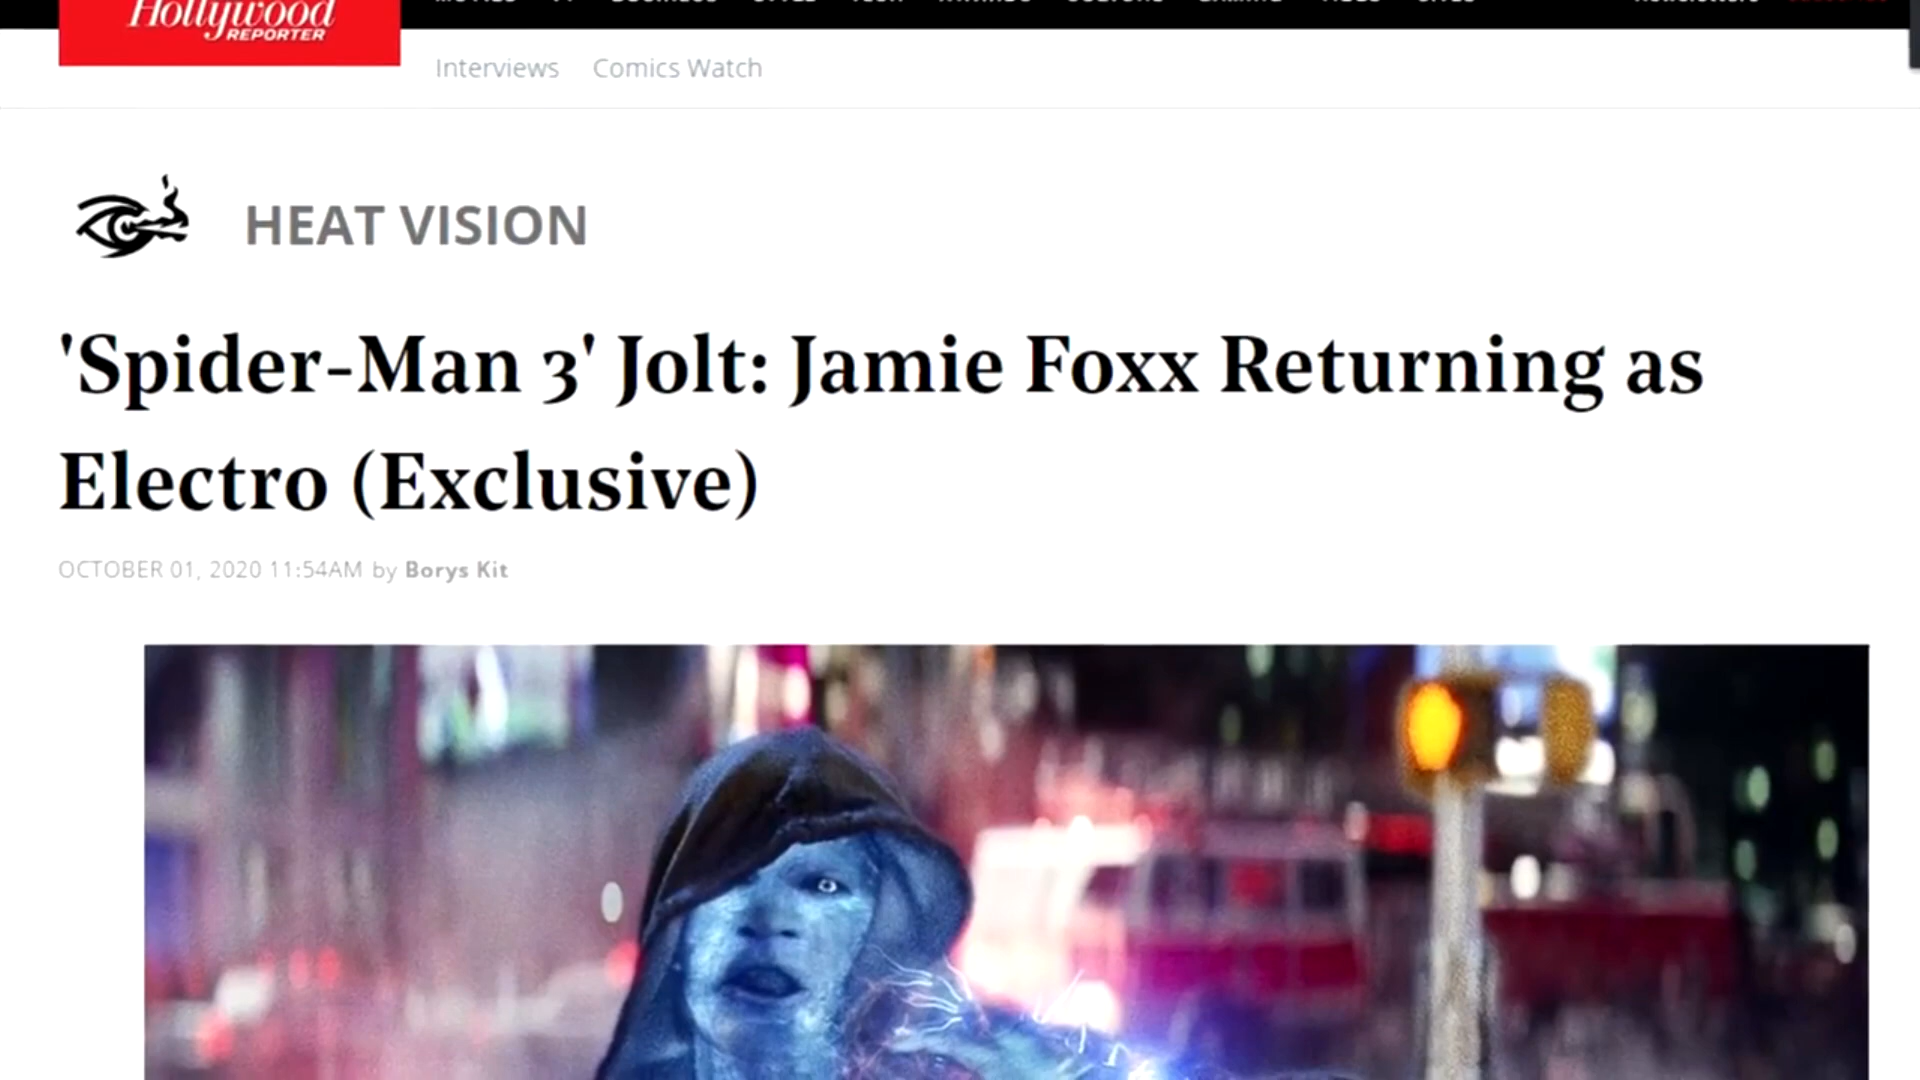 Hollywood
REPORTER
Interviews Comics Watch
HEAT VISION
'Spider-Man 3' Jolt: Jamie Foxx Returning as
Electro (Exclusive)
OCTOBER 01, 2020 11:54AM by Borys Kit